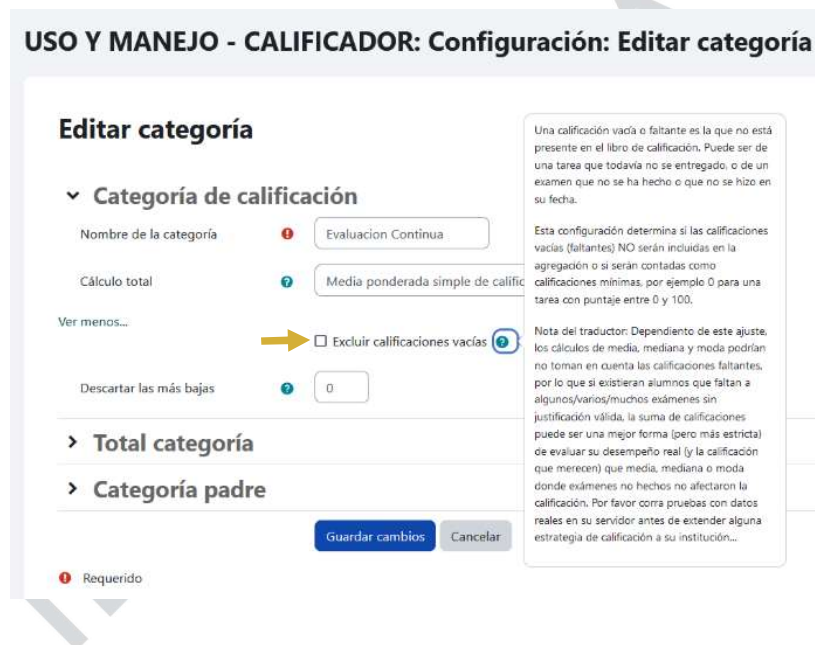 USO Y MANEJO - CALIFICADOR: Configuración: Editar categoría
Editar categoría
Categoría de calificación
Nombre de la categoría
Evaluacion Continua
Cálculo total
Media ponderada simple de calific
Ver menos...
Excluir calificaciones vacías
Descartar las más bajas
0
Total categoría
Categoría padre
Guardar cambios
Cancelar
Requerido
Una calificación vacía o faltante es la que no está
presente en el libro de calificación. Puede ser de
una tarea que todavía no se entregado, o de un
examen que no se ha hecho o que no se hizo en
su fecha.
Esta configuración determina si las calificaciones
vacías (faltantes) NO serán incluidas en la
agregación o si serán contadas como
calificaciones mínimas, por ejemplo 0 para una
tarea con puntaje entre 0 y 100.
Nota del traductor: Dependiento de este ajuste,
los cálculos de media, mediana y moda podrían
no toman en cuenta las calificaciones faltantes,
por lo que si existieran alumnos que faltan a
algunos/varios/muchos exámenes sin
justificación válida, la suma de calificaciones
puede ser una mejor forma (pero más estricta)
de evaluar su desempeño real (y la calificación
que merecen) que media, mediana o moda
donde exámenes no hechos no afectaron la
calificación. Por favor corra pruebas con datos
reales en su servidor antes de extender alguna
estrategia de calificación a su institución...